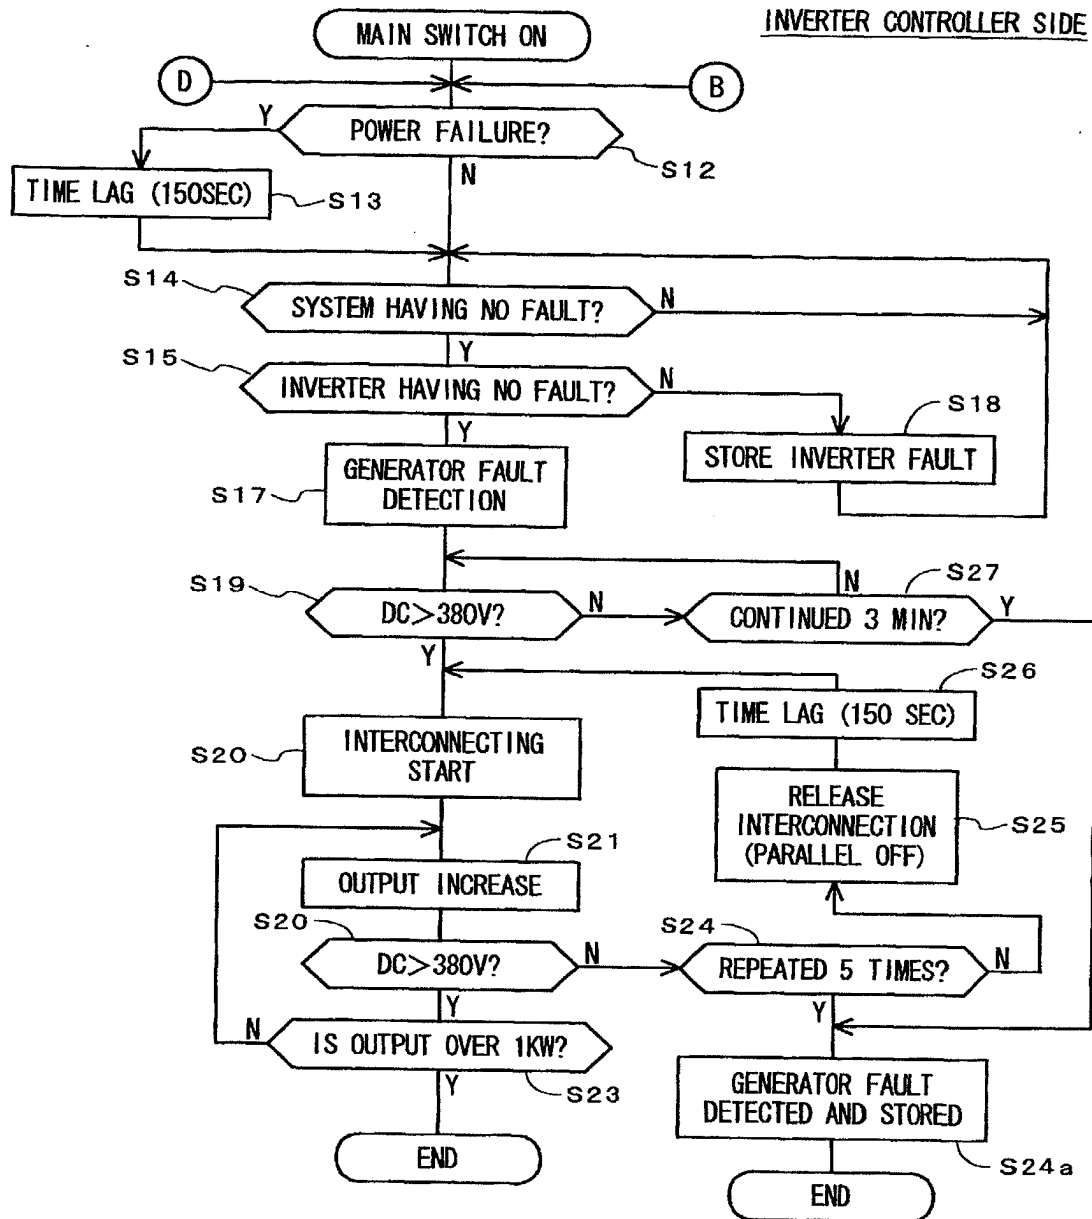 INVERTER CONTROLLER SIDE
MAIN SWITCH ON
D
B
Y
POWER FAILURE?
S12
N
TIME LAG (150SEC)
S13
S14
SYSTEM HAVING NO FAULT?
N
Y
S15
INVERTER HAVING NO FAULT?
N
Y
S18
STORE INVERTER FAULT
GENERATOR FAULT
DETECTION
S17
S19
DC>380V?
N
Y
N
S27
CONTINUED 3 MIN?
Y
S26
TIME LAG (150 SEC)
S20
INTERCONNECTING
START
RELEASE
INTERCONNECTION
(PARALLEL OFF)
S25
S21
OUTPUT INCREASE
S20
DC>380V?
N
Y
S24
REPEATED 5 TIMES?
N
Y
N
IS OUTPUT OVER 1KW?
Y
S23
GENERATOR FAULT
DETECTED AND STORED
S24a
END
END